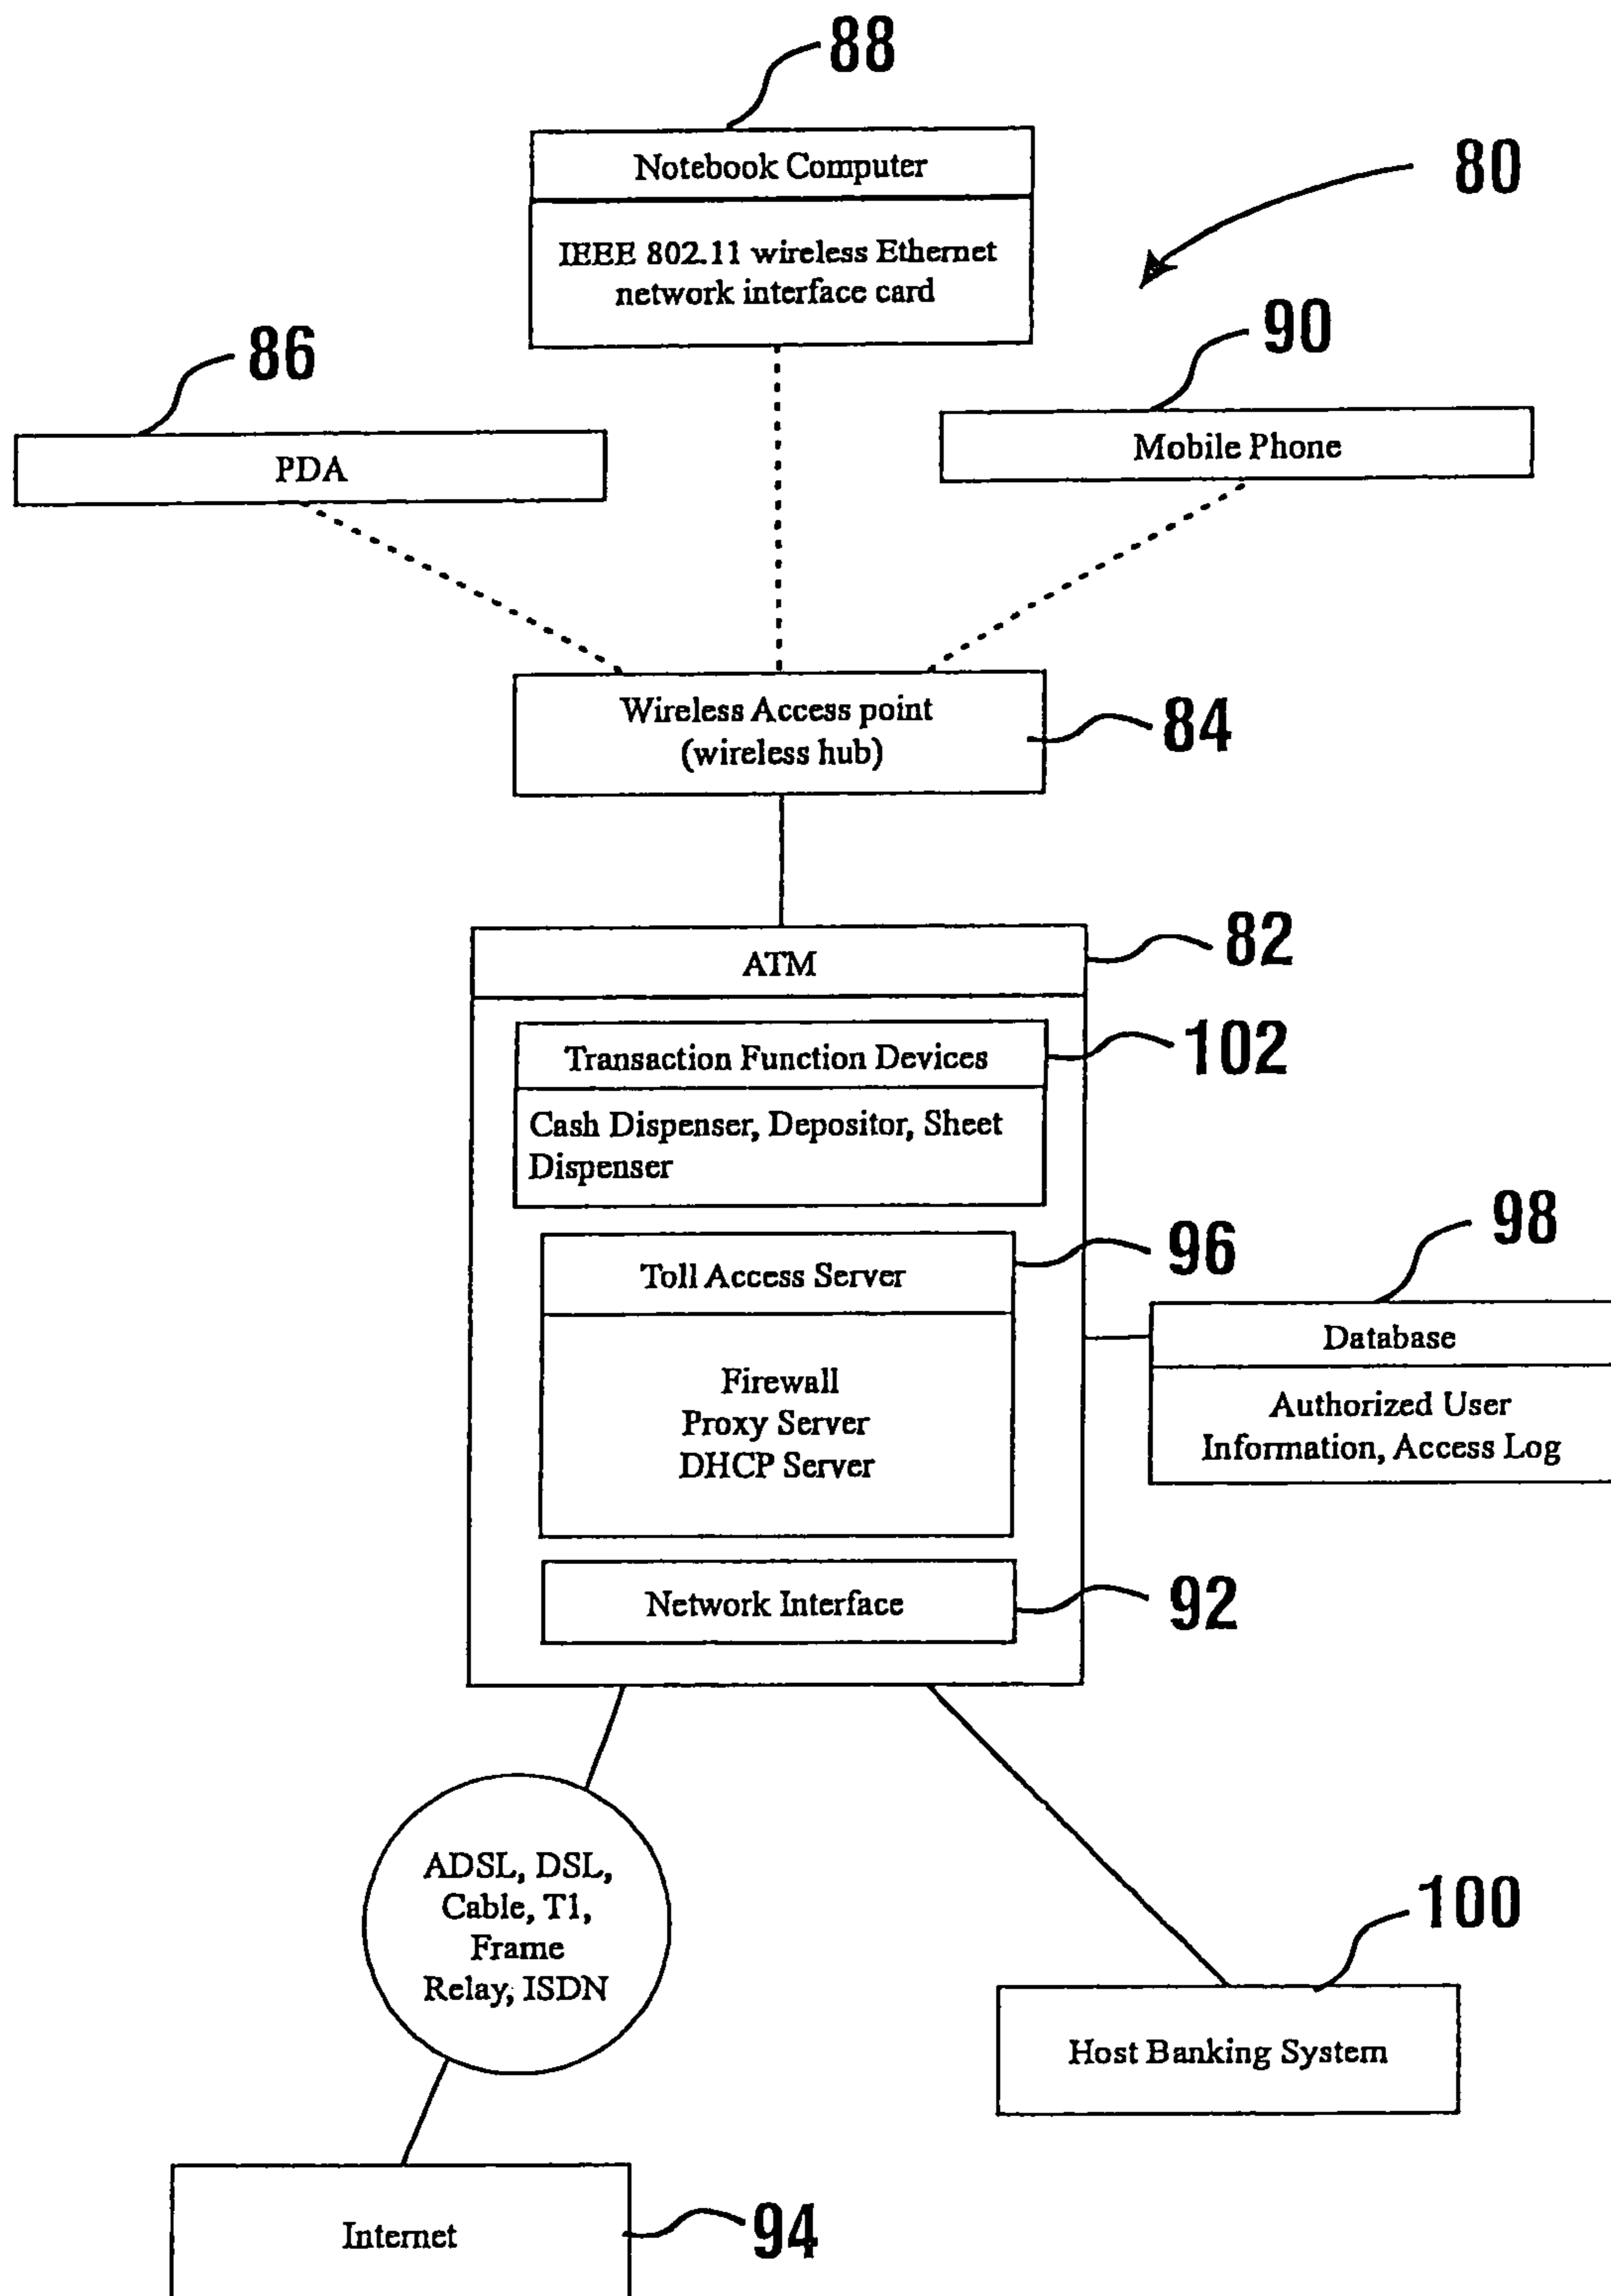 88
Notebook Computer
80
IEEE 802.11 wireless Ethernet
network interface card
86
90
PDA
Mobile Phone
Wireless Access point
(wireless hub)
84
ATM
82
Transaction Function Devices
102
Cash Dispenser, Depositor, Sheet
Dispenser
Toll Access Server
96
98
Firewall
Proxy Server
DHCP Server
Database
Authorized User
Information, Access Log
Network Interface
92
ADSL, DSL,
Cable, T1,
Frame
Relay, ISDN
100
Host Banking System
Internet
94